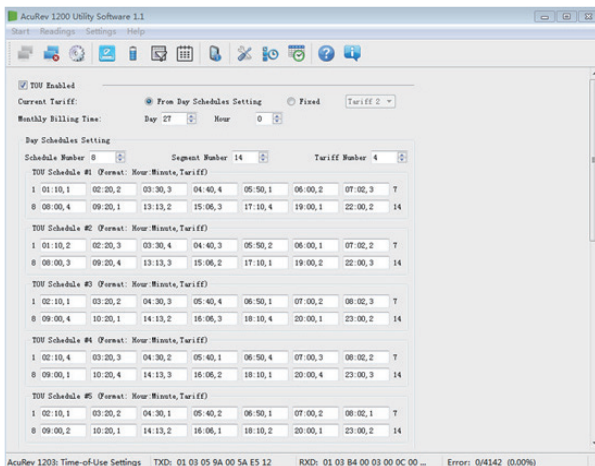 AcuRev 1200 Utility Software 1.1
Start Readings Settings Help
TOU Enabled
Current Tariff: From Day Schedules Setting Fixed Tariff 2
Monthly Billing Time: Day 27 Hour 0
Day Schedules Setting
Schedule Number 8 Segment Number 14 Tariff Number 4
TOU Schedule #1 (Format: Hour:Minute,Tariff)
1 01:10,1 02:20,2 03:30,3 04:40,4 05:50,1 06:00,2 07:02,3 7
8 08:00,4 09:20,1 13:13,2 15:06,3 17:10,4 19:00,1 22:00,2 14
TOU Schedule #2 (Format: Hour:Minute,Tariff)
1 01:10,2 02:20,3 03:30,4 04:40,3 05:50,2 06:00,1 07:02,2 7
8 08:00,3 09:20,4 13:13,3 15:06,2 17:10,1 19:00,2 22:00,3 14
TOU Schedule #3 (Format: Hour:Minute,Tariff)
1 02:10,1 03:20,2 04:30,3 05:40,4 06:50,1 07:00,2 08:02,3 7
8 09:00,4 10:20,1 14:13,2 16:06,3 18:10,4 20:00,1 23:00,2 14
TOU Schedule #4 (Format: Hour:Minute,Tariff)
1 02:10,4 03:20,3 04:30,2 05:40,1 06:50,4 07:00,3 08:02,2 7
8 09:00,1 10:20,4 14:13,3 16:06,2 18:10,1 20:00,4 23:00,3 14
TOU Schedule #5 (Format: Hour:Minute,Tariff)
1 02:10,1 03:20,2 04:30,1 05:40,2 06:50,1 07:00,2 08:02,1 7
8 09:00,2 10:20,1 14:13,2 16:06,1 18:10,2 20:00,1 23:00,2 14
AcuRev 1203: Time-of-Use Settings TXD: 01 03 05 9A 00 5A E5 12 RXD: 01 03 B4 00 03 00 0C 00 ... Error: 0/4142 (0.00%)